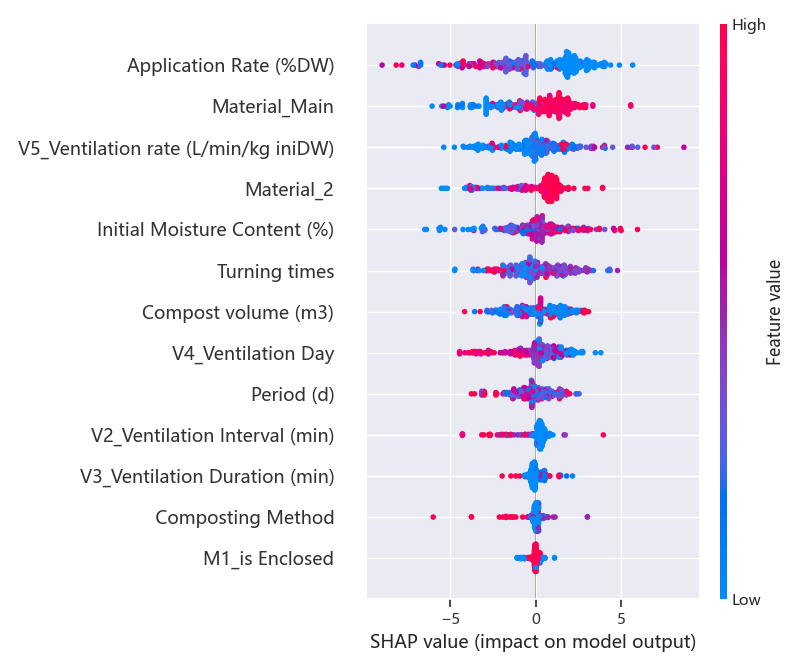 High
Application Rate (%DW)
Material_Main
V5_Ventilation rate (L/min/kg iniDW)
Material_2
Initial Moisture Content (%)
Turning times
Compost volume (m3)
V4_Ventilation Day
Period (d)
V2_Ventilation Interval (min)
V3_Ventilation Duration (min)
Composting Method
M1_is Enclosed
Feature value
Low
−5 0 5
SHAP value (impact on model output)